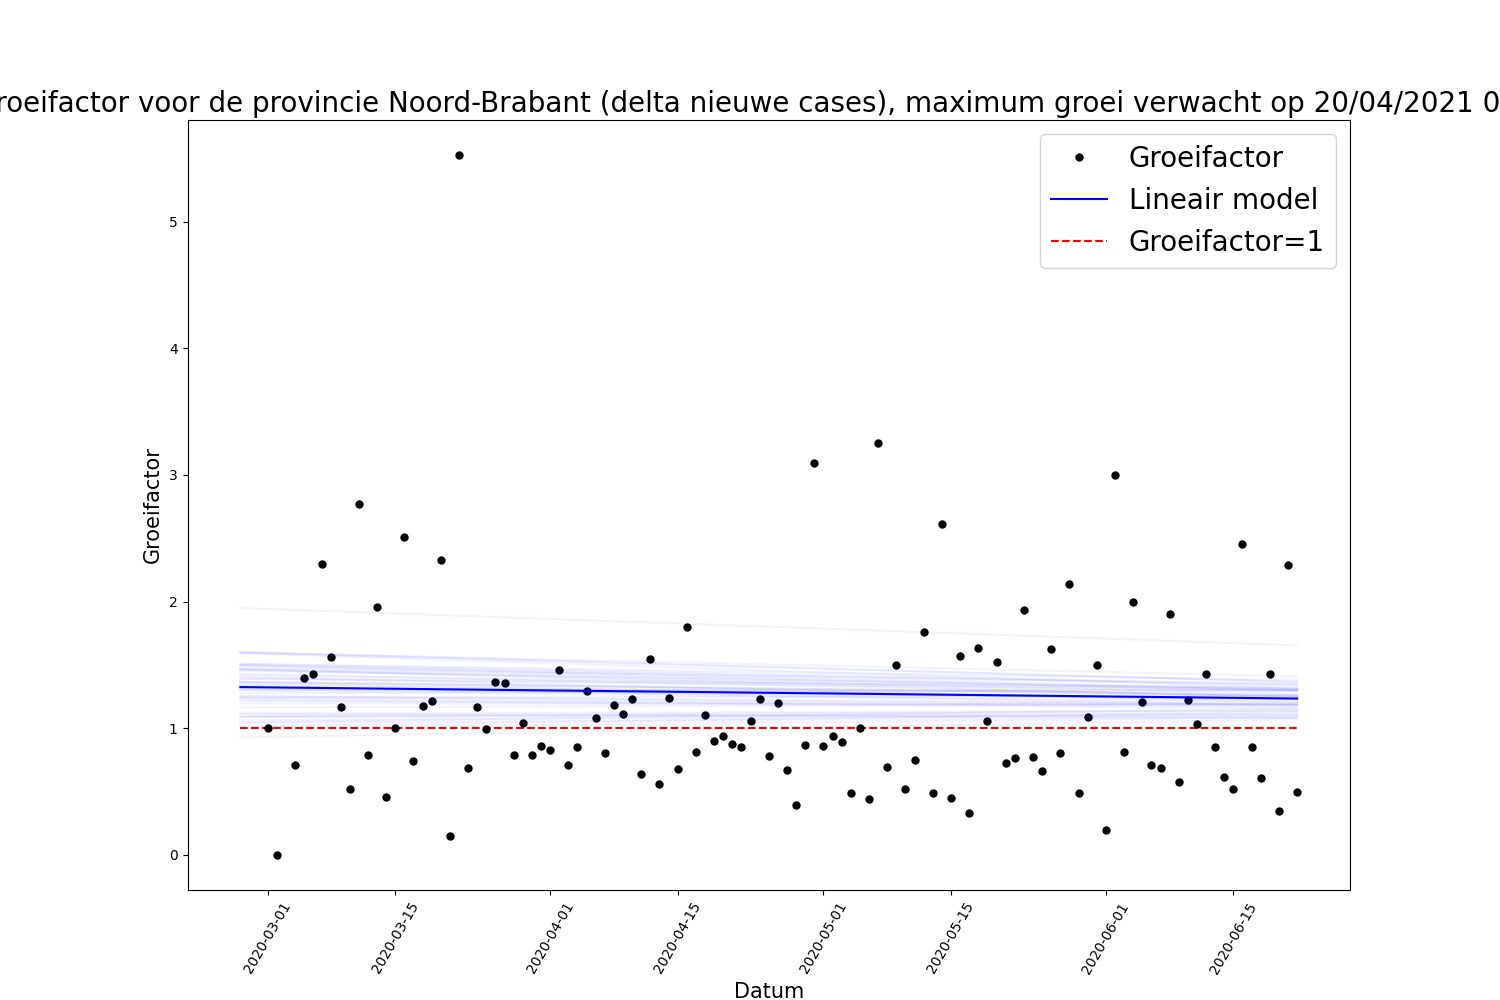 roeifactor voor de provincie Noord-Brabant (delta nieuwe cases), maximum groei verwacht op 20/04/2021 0
Groeifactor
Lineair model
Groeifactor=1
Groeifactor
5
4
3
2
1
0
2020-03-01
2020-03-15
2020-04-01
2020-04-15
2020-05-01
2020-05-15
2020-06-01
2020-06-15
Datum